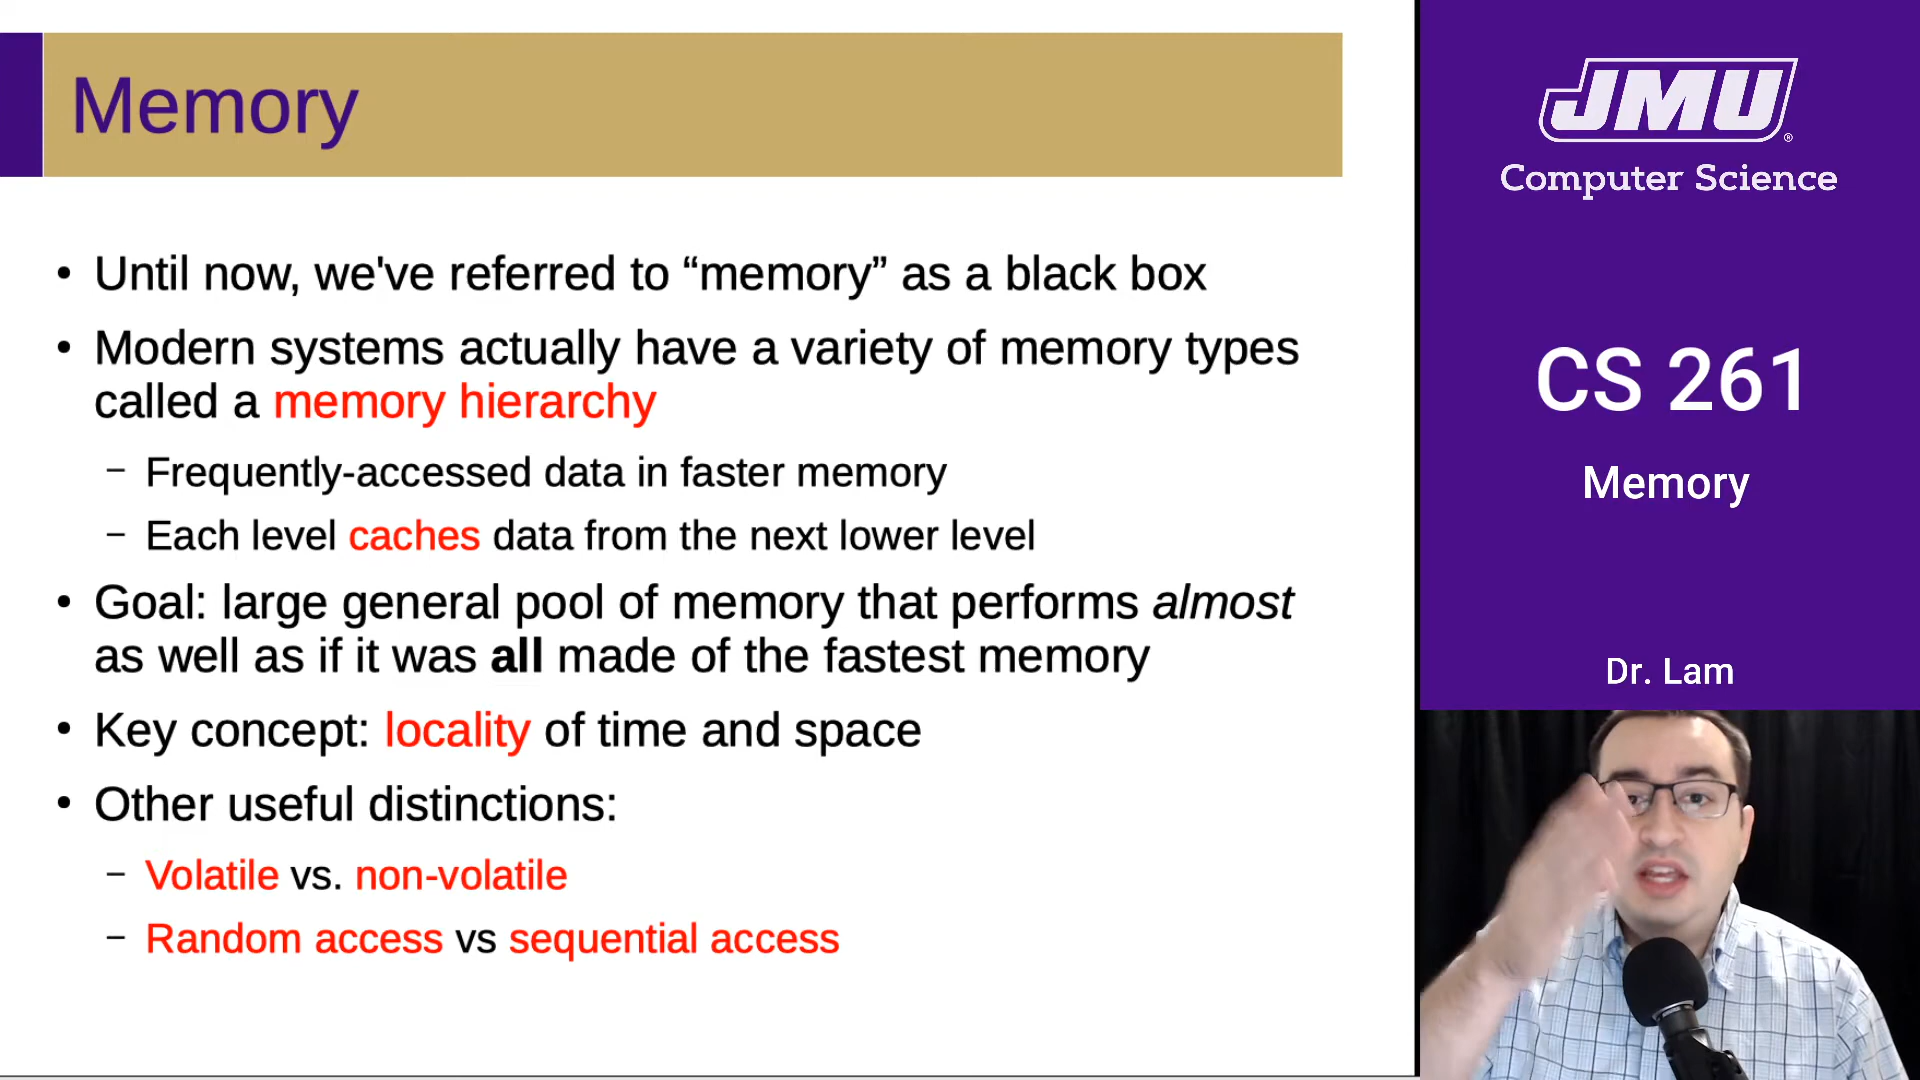 Memory
• Until now, we've referred to “memory” as a black box
• Modern systems actually have a variety of memory types
called a memory hierarchy
– Frequently-accessed data in faster memory
– Each level caches data from the next lower level
• Goal: large general pool of memory that performs almost
as well as if it was all made of the fastest memory
• Key concept: locality of time and space
• Other useful distinctions:
– Volatile vs. non-volatile
– Random access vs sequential access
JMU®
Computer Science
CS 261
Memory
Dr. Lam